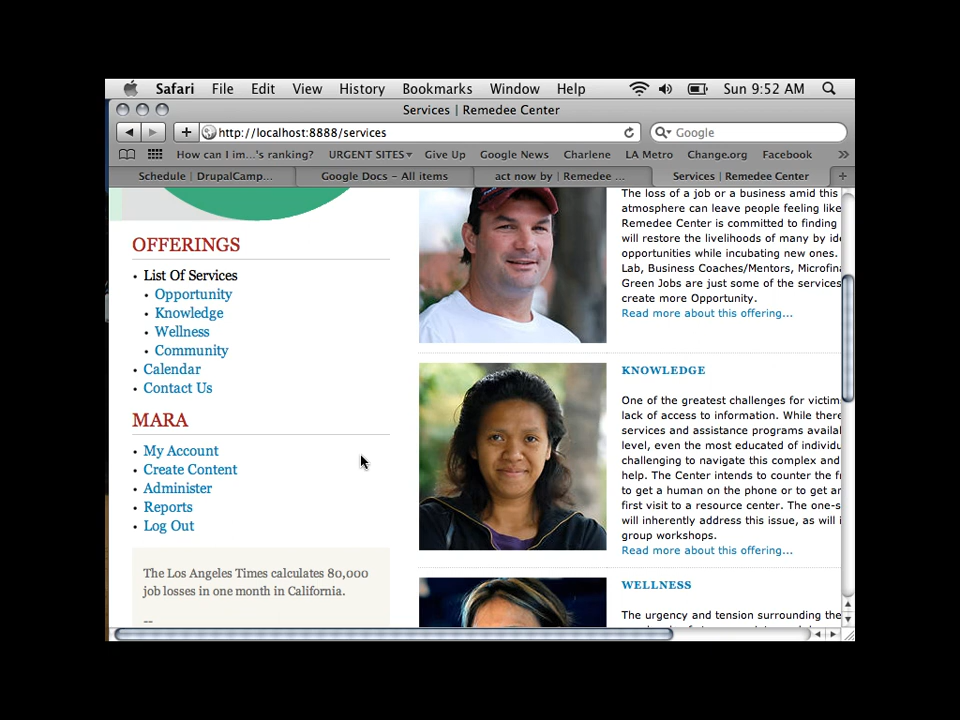 Safari File Edit View History Bookmarks Window Help Sun 9:52 AM
Services | Remedee Center
http://localhost:8888/services
Google
How can I im...'s ranking? URGENT SITES▾ Give Up Google News Charlene LA Metro Change.org Facebook »
Schedule | DrupalCamp... Google Docs – All items act now by | Remedee ... Services | Remedee Center +
OFFERINGS
• List Of Services
• Opportunity
• Knowledge
• Wellness
• Community
• Calendar
• Contact Us
MARA
• My Account
• Create Content
• Administer
• Reports
• Log Out
The Los Angeles Times calculates 80,000
job losses in one month in California.
--
The loss of a job or a business amid this
atmosphere can leave people feeling like
Remedee Center is committed to finding
will restore the livelihoods of many by
opportunities while incubating new ones.
Lab, Business Coaches/Mentors,
Green Jobs are just some of the services
create more Opportunity.
Read more about this offering...
KNOWLEDGE
One of the greatest challenges for
lack of access to information. While there
services and assistance programs
level, even the most educated of
challenging to navigate this complex and
help. The Center intends to counter the
to get a human on the phone or to get
first visit to a resource center. The
will inherently address this issue, as will
group workshops.
Read more about this offering...
WELLNESS
The urgency and tension surrounding the